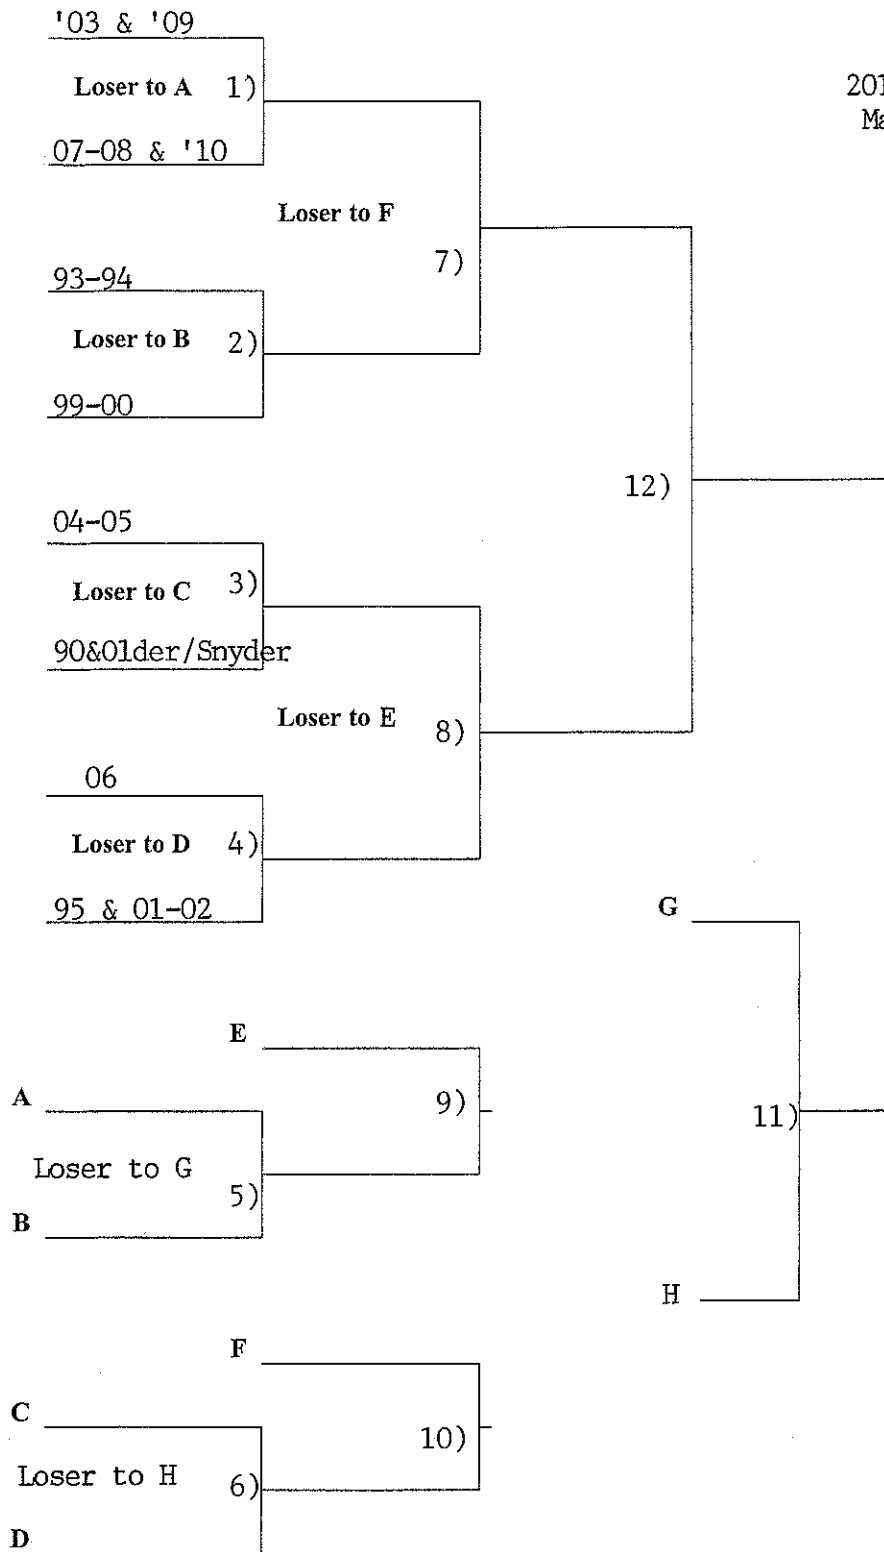 '03 & '09
Loser to A 1)
07-08 & '10
201
Ma
Loser to F
7)
93-94
Loser to B 2)
99-00
12)
04-05
Loser to C 3)
90&Older/Snyder
Loser to E 8)
06
Loser to D 4)
95 & 01-02
G
E
A
9)
11)
Loser to G
5)
B
H
F
C
10)
Loser to H 6)
D